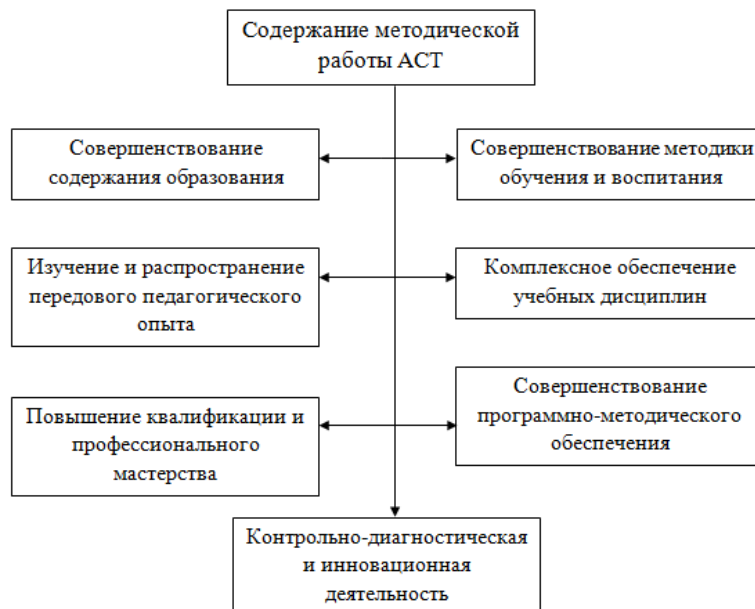 Содержание методической
работы АСТ
Совершенствование
содержания образования
Совершенствование методики
обучения и воспитания
Изучение и распространение
передового педагогического
опыта
Комплексное обеспечение
учебных дисциплин
Повышение квалификации и
профессионального
мастерства
Совершенствование
программно-методического
обеспечения
Контрольно-диагностическая
и инновационная
деятельность